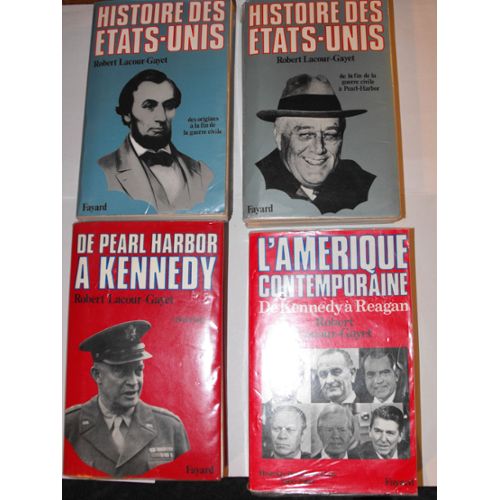 HISTOIRE DES
ETATS-UNIS
Robert Lacour-Gayet
des origines
à la fin de
la guerre civile
Fayard
HISTOIRE DES
ETATS-UNIS
Robert Lacour-Gayet
de la fin de la
guerre civile
à Pearl-Harbor
Fayard
DE PEARL HARBOR
A KENNEDY
Robert Lacour-Gayet
Fayard
L'AMERIQUE
CONTEMPORAINE
De Kennedy à Reagan
Robert
Lacour-Gayet
Fayard